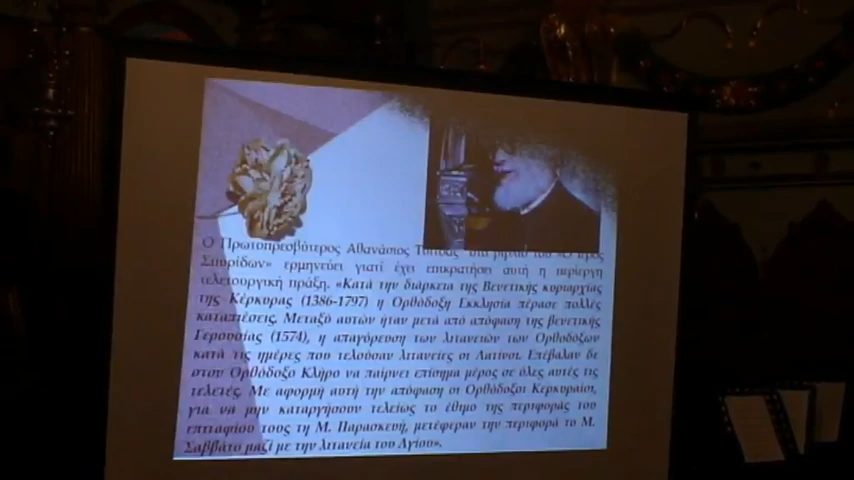 Ο Πρωτοπρεσβύτερος Αθανάσιος Τσίτσας στο βιβλίο του «Ο Ιερός
Σπυρίδων» ερμηνεύει γιατί έχει επικρατήσει αυτή η περίεργη
τελετουργική πράξη. «Κατά την διάρκεια της Βενετικής κυριαρχίας
της Κέρκυρας (1386-1797) η Ορθόδοξη Εκκλησία πέρασε πολλές
καταπιέσεις. Μεταξύ αυτών ήταν μετά από απόφαση της βενετικής
Γερουσίας (1574), η απαγόρευση των λιτανειών των Ορθοδόξων
κατά τις ημέρες που τελούσαν λιτανείες οι Λατίνοι. Επέβαλαν δε
στον Ορθόδοξο Κλήρο να παίρνει επίσημα μέρος σε όλες αυτές τις
τελετές. Με αφορμή αυτή την απόφαση οι Ορθόδοξοι Κερκυραίοι,
για να μην καταργήσουν τελείως το έθιμο της περιφοράς του
επιταφίου τους τη Μ. Παρασκευή, μετέφεραν την περιφορά το Μ.
Σαββάτο μαζί με την λιτανεία του Αγίου».